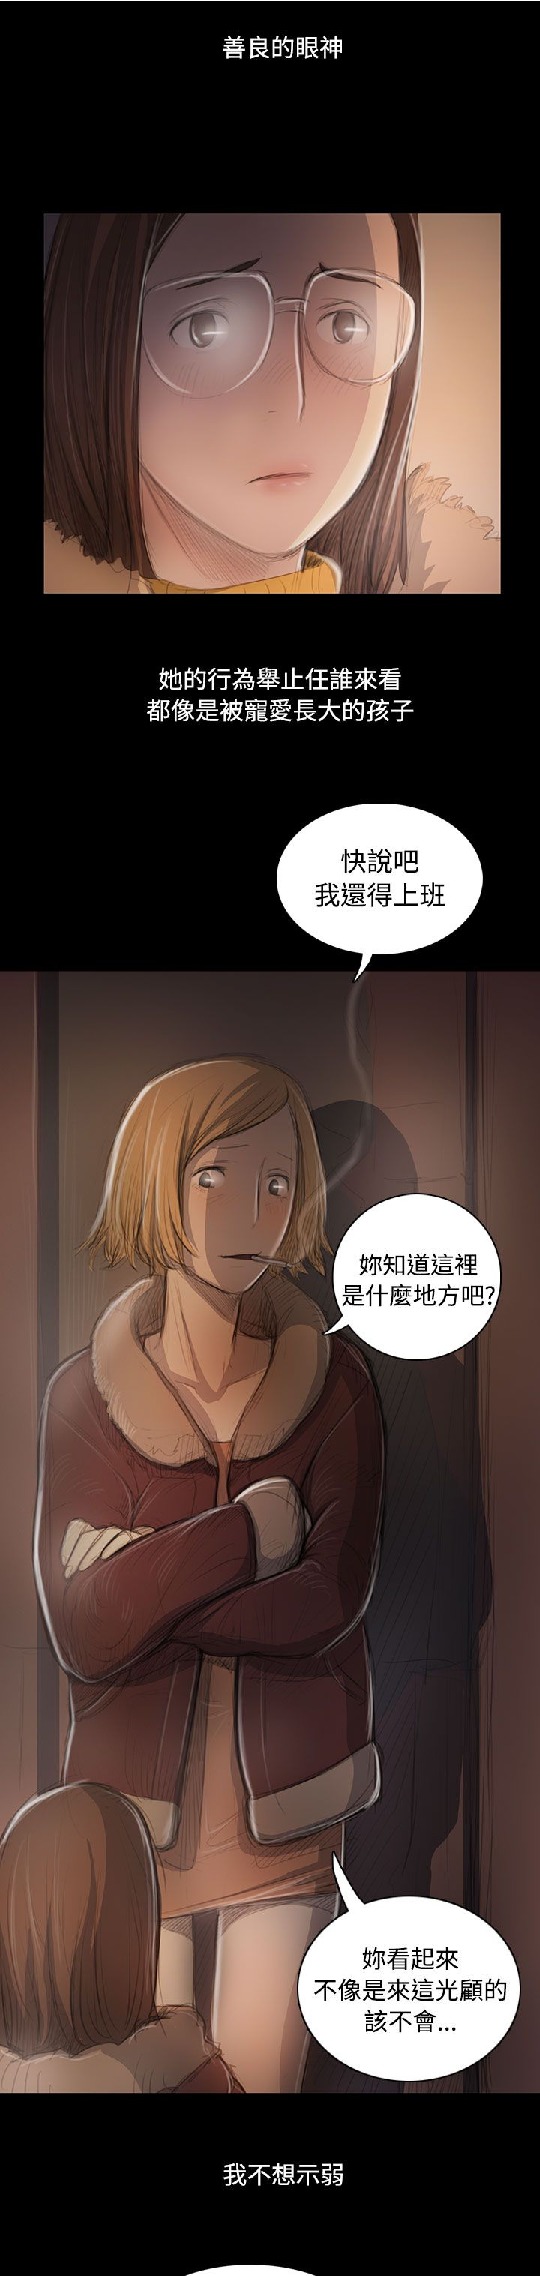 善良的眼神
她的行為舉止任誰來看
都像是被寵愛長大的孩子
快說吧
我還得上班
妳知道這裡
是什麼地方吧?
妳看起來
不像是來這光顧的
該不會...
我不想示弱